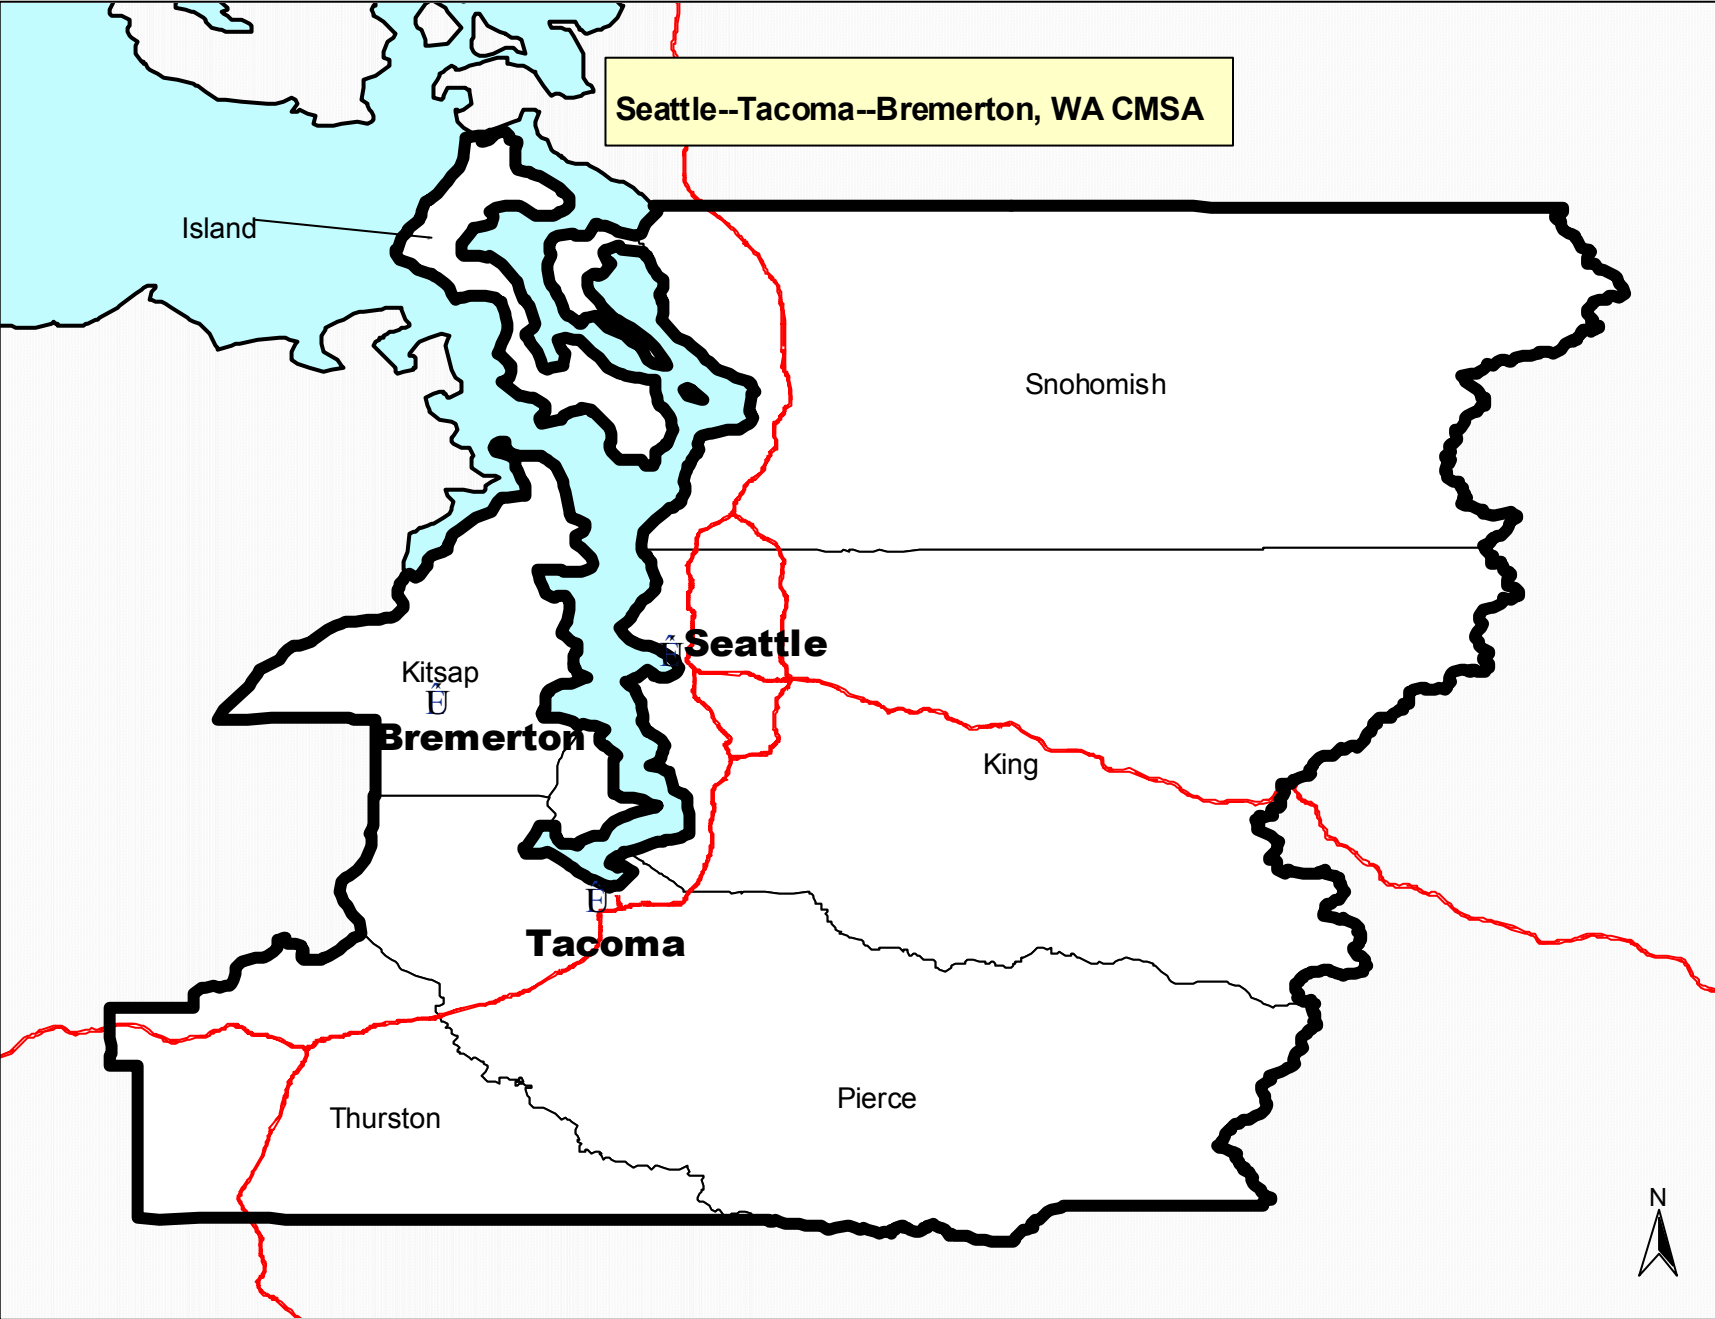 Seattle--Tacoma--Bremerton, WA CMSA
Island
Snohomish
Seattle
Kitsap
Bremerton
King
Tacoma
Pierce
Thurston
N